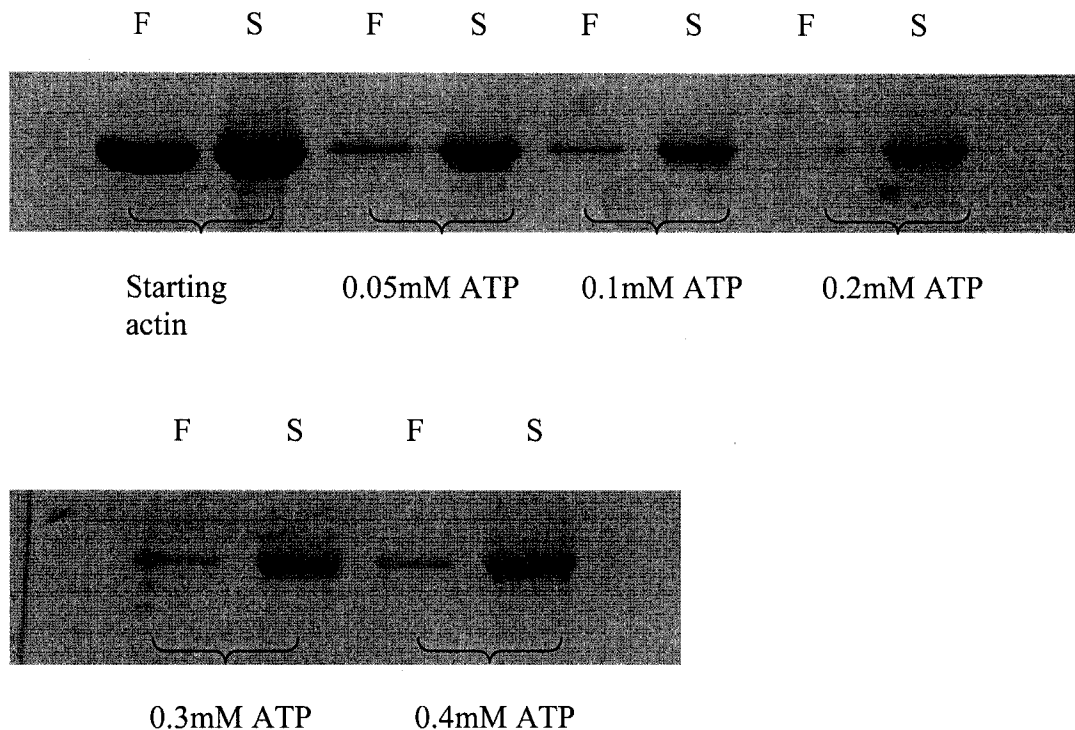 F S F S F S F S
Starting
actin
0.05mM ATP 0.1mM ATP 0.2mM ATP
F S F S
0.3mM ATP 0.4mM ATP